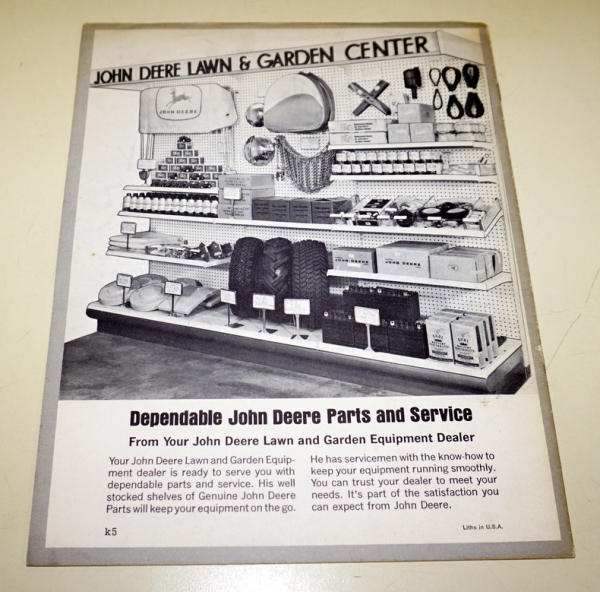 JOHN DEERE LAWN & GARDEN CENTER
JOHN DEERE
JOHN DEERE
Dependable John Deere Parts and Service
From Your John Deere Lawn and Garden Equipment Dealer
Your John Deere Lawn and Garden Equip-
ment dealer is ready to serve you with
dependable parts and service. His well
stocked shelves of Genuine John Deere
Parts will keep your equipment on the go.
He has servicemen with the know-how to
keep your equipment running smoothly.
You can trust your dealer to meet your
needs. It's part of the satisfaction you
can expect from John Deere.
k5
Litho in U.S.A.